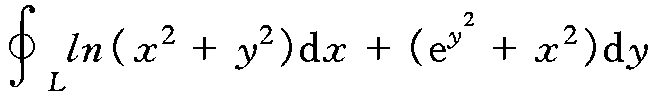 ∮_L ln(x² + y²)dx + (e^{y²} + x²)dy